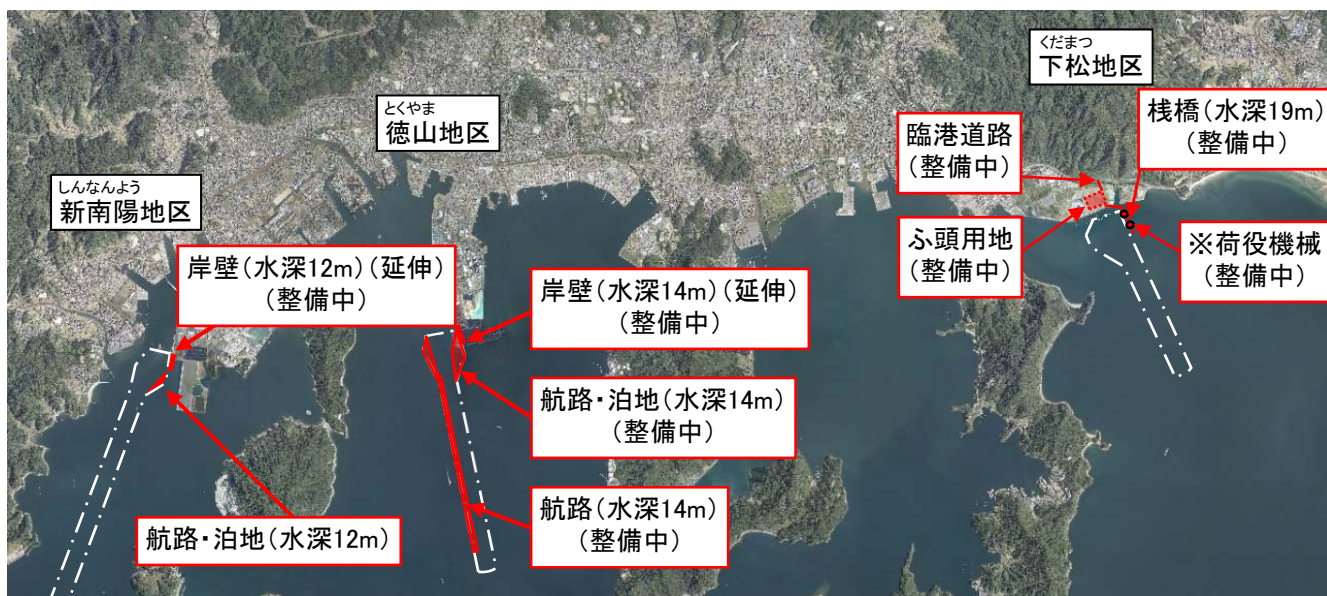 しんなんよう
新南陽地区
岸壁(水深12m)(延伸)
(整備中)
航路・泊地(水深12m)
とくやま
徳山地区
岸壁(水深14m)(延伸)
(整備中)
航路・泊地(水深14m)
(整備中)
航路(水深14m)
(整備中)
くだまつ
下松地区
臨港道路
(整備中)
ふ頭用地
(整備中)
桟橋(水深19m)
(整備中)
※荷役機械
(整備中)